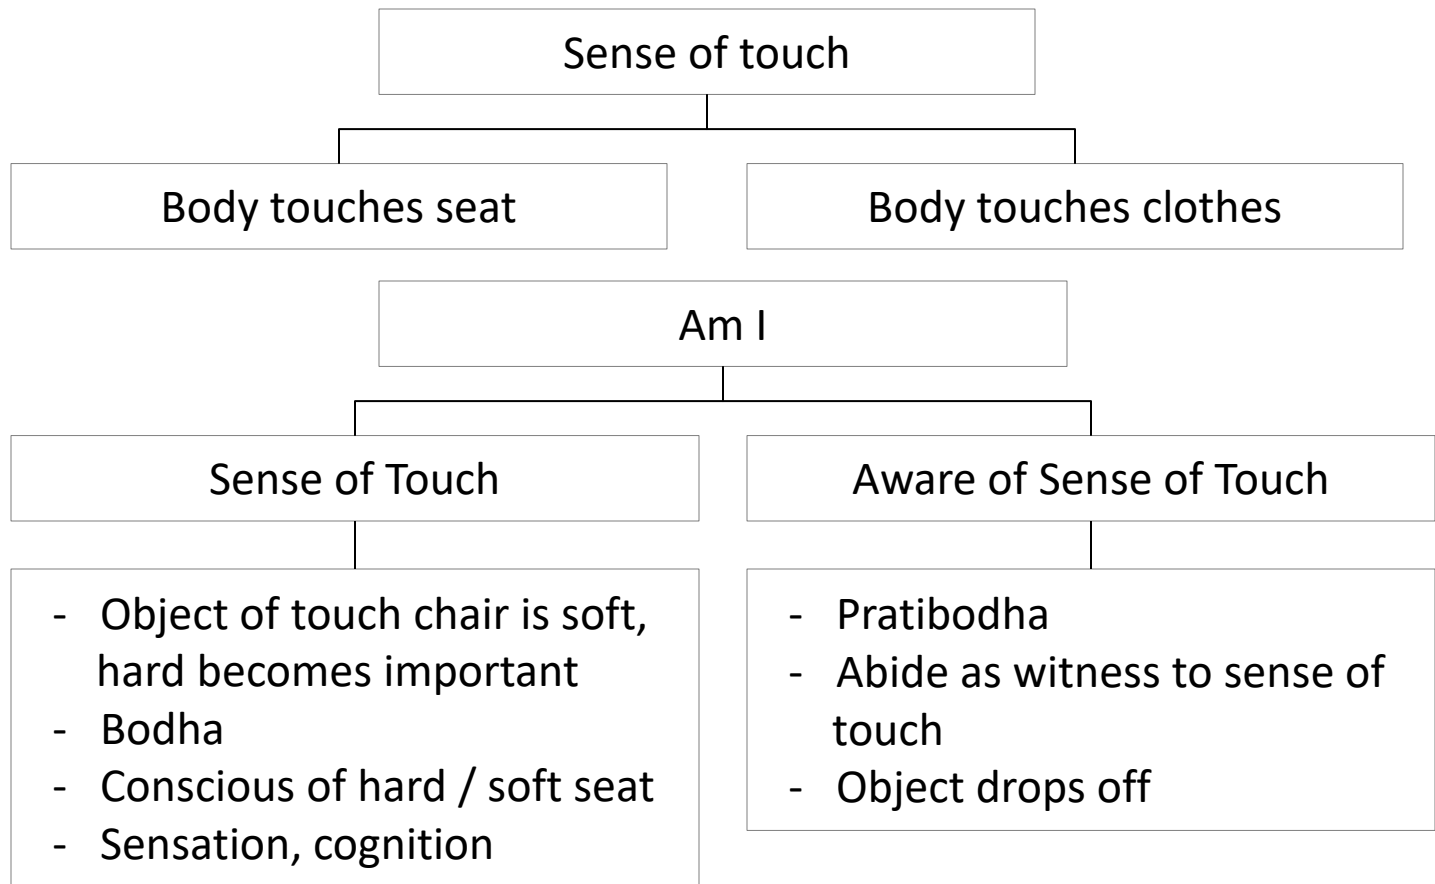 Sense of touch
Body touches seat
Body touches clothes
Am I
Sense of Touch
Aware of Sense of Touch
- Object of touch chair is soft,
hard becomes important
- Bodha
- Conscious of hard / soft seat
- Sensation, cognition
- Pratibodha
- Abide as witness to sense of
touch
- Object drops off